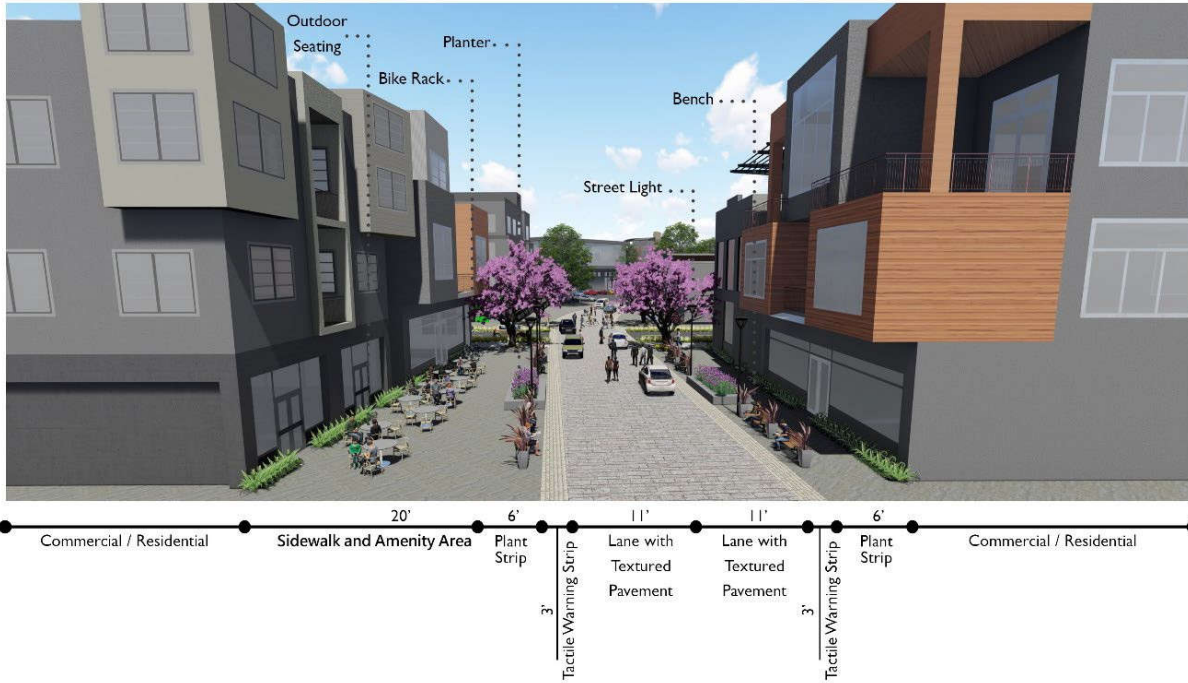 Outdoor
Seating
Planter
Bike Rack
Bench
Street Light
20'
6'
11'
11'
6'
Commercial / Residential
Sidewalk and Amenity Area
Plant
Strip
3'
Tactile Warning Strip
Lane with
Textured
Pavement
Lane with
Textured
Pavement
3'
Tactile Warning Strip
Plant
Strip
Commercial / Residential